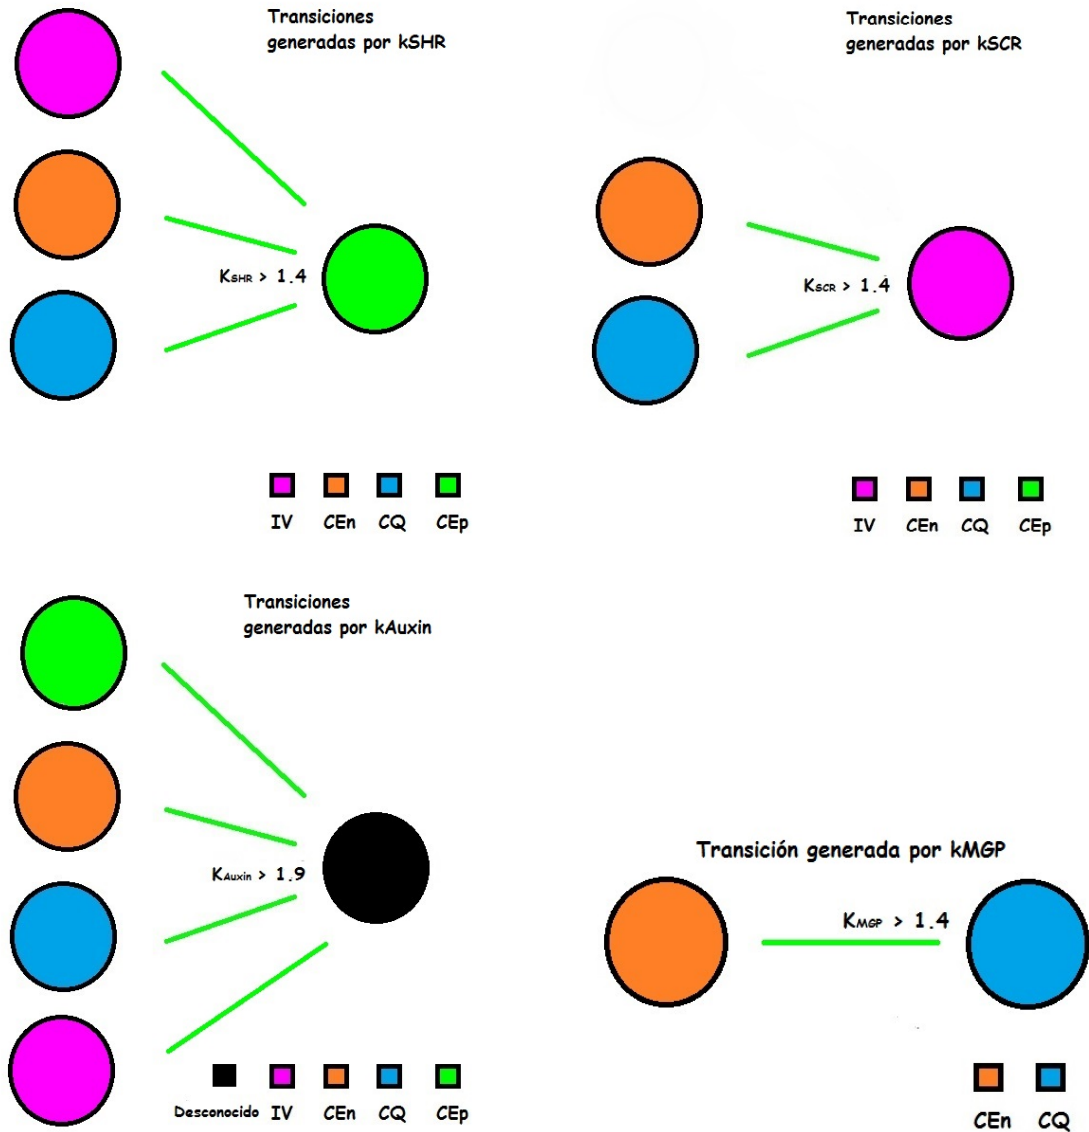 Transiciones
generadas por kSHR
KSHR > 1.4
IV CEn CQ CEp
Transiciones
generadas por kSCR
KSCR > 1.4
IV CEn CQ CEp
Transiciones
generadas por kAuxin
KAuxin > 1.9
Desconocido IV CEn CQ CEp
Transición generada por kMGP
KMGP > 1.4
CEn CQ